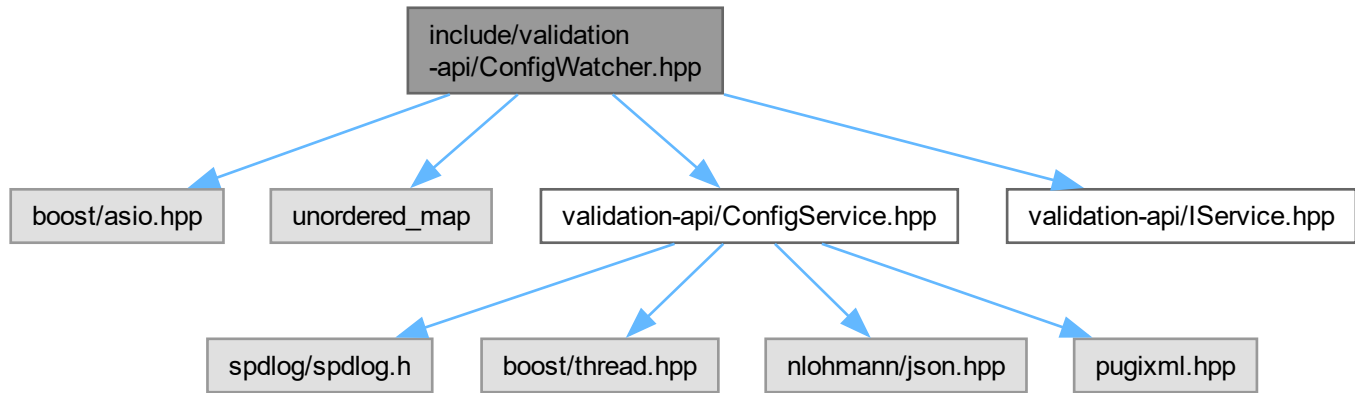 include/validation
-api/ConfigWatcher.hpp
boost/asio.hpp
unordered_map
validation-api/ConfigService.hpp
validation-api/IService.hpp
spdlog/spdlog.h
boost/thread.hpp
nlohmann/json.hpp
pugixml.hpp